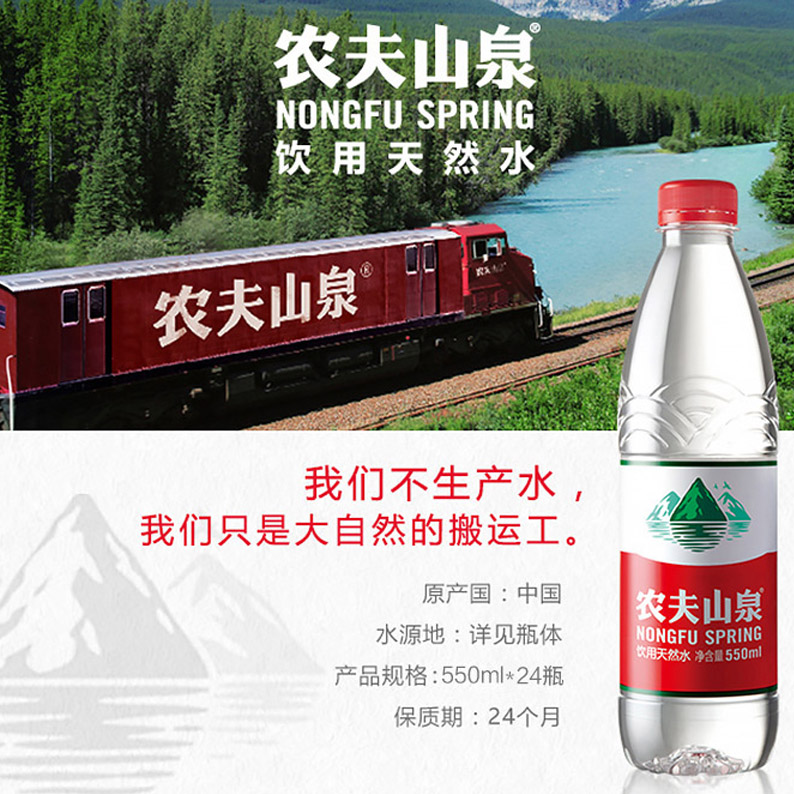 农夫山泉®
NONGFU SPRING
饮用天然水
农夫山泉®
农夫山泉
我们不生产水，
我们只是大自然的搬运工。
原产国：中国
水源地：详见瓶体
产品规格:550ml*24瓶
保质期：24个月
农夫山泉®
NONGFU SPRING
饮用天然水 净含量550ml